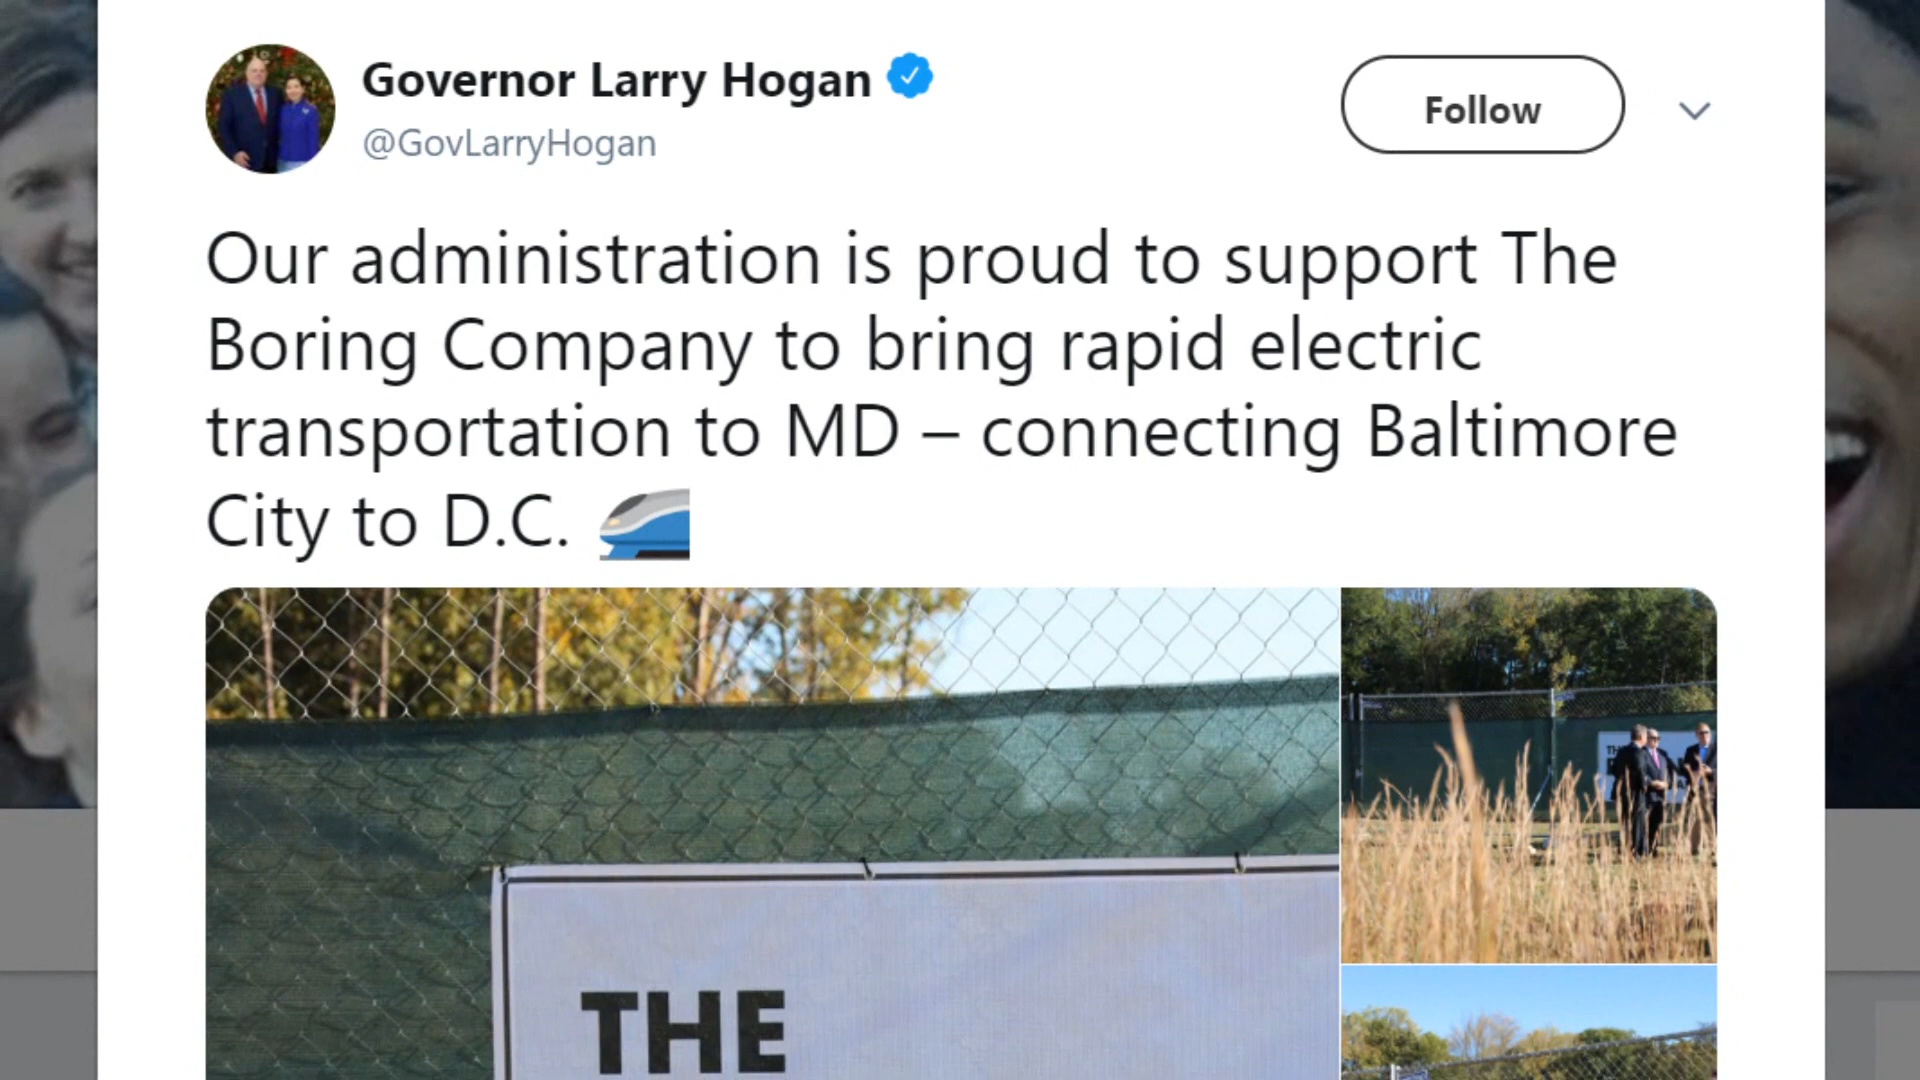 Governor Larry Hogan
@GovLarryHogan
Follow
Our administration is proud to support The
Boring Company to bring rapid electric
transportation to MD – connecting Baltimore
City to D.C.
THE